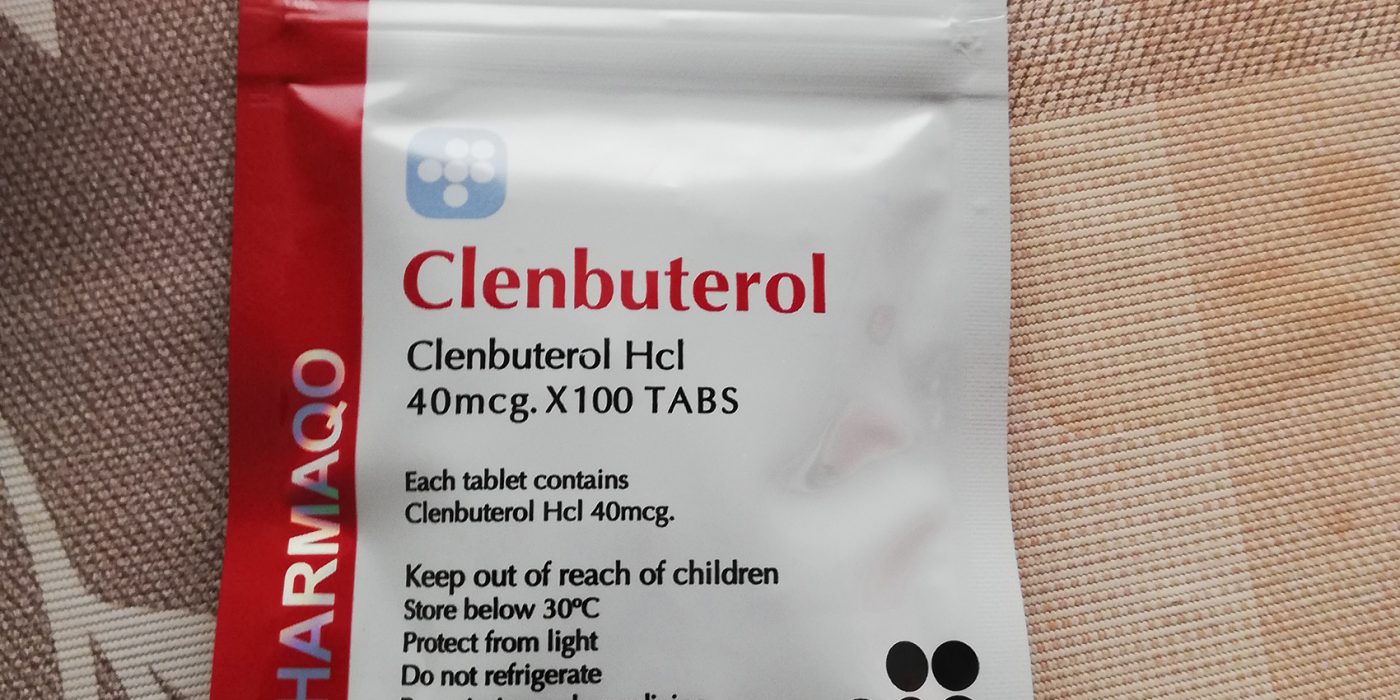 Clenbuterol
Clenbuterol Hcl
40mcg. X100 TABS
Each tablet contains
Clenbuterol Hcl 40mcg.
Keep out of reach of children
Store below 30ºC
Protect from light
Do not refrigerate
HARMAQO